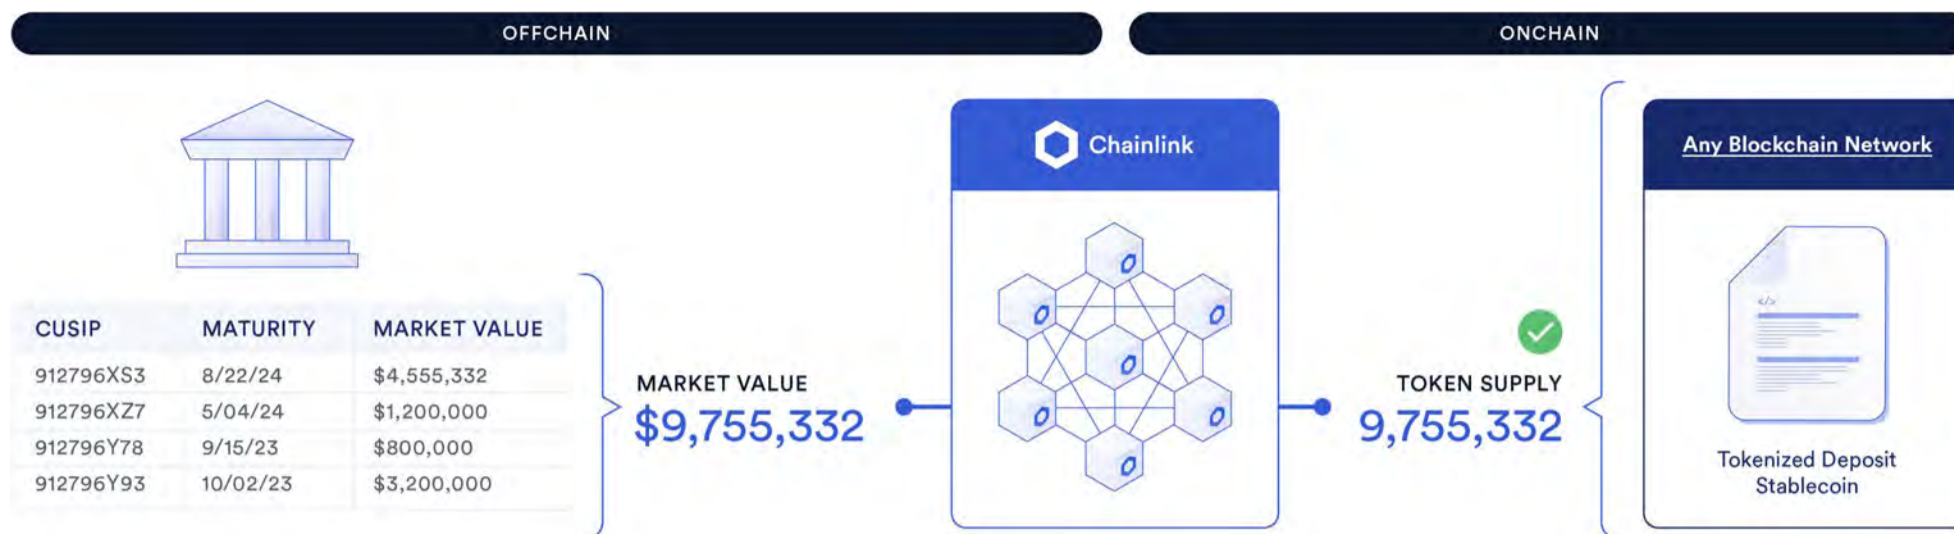 OFFCHAIN
ONCHAIN
CUSIP MATURITY MARKET VALUE
912796XS3 8/22/24 $4,555,332
912796XZ7 5/04/24 $1,200,000
912796Y78 9/15/23 $800,000
912796Y93 10/02/23 $3,200,000
MARKET VALUE
$9,755,332
Chainlink
TOKEN SUPPLY
9,755,332
Any Blockchain Network
</>
Tokenized Deposit
Stablecoin